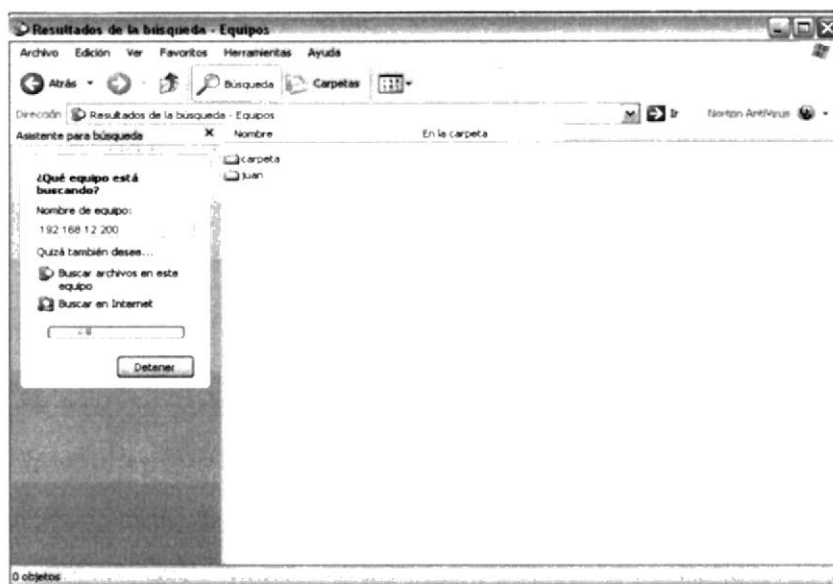 Resultados de la búsqueda - Equipos
Archivo Edición Ver Favoritos Herramientas Ayuda
Atrás Búsqueda Carpetas
Dirección Resultados de la búsqueda - Equipos Ir Norton AntiVirus
Asistente para búsqueda Nombre En la carpeta
carpeta
juan
¿Qué equipo está
buscando?
Nombre de equipo:
192 168 12 200
Quizá también desee...
Buscar archivos en este
equipo
Buscar en Internet
Detener
0 objetos